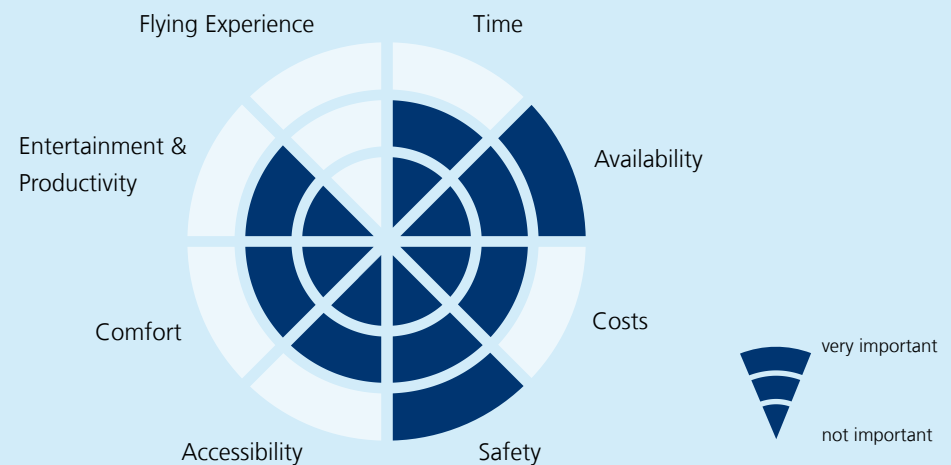 Flying Experience
Time
Entertainment &
Productivity
Availability
Comfort
Costs
very important
not important
Accessibility
Safety